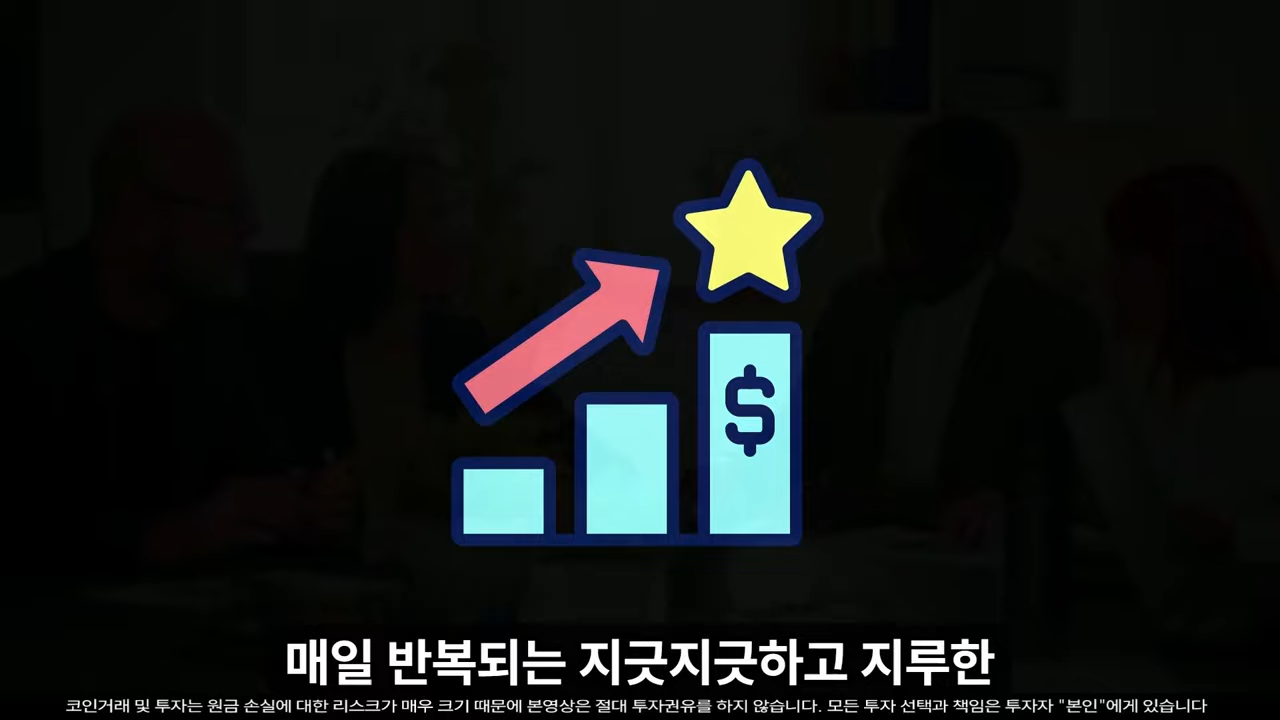 $
매일 반복되는 지긋지긋하고 지루한
코인거래 및 투자는 원금 손실에 대한 리스크가 매우 크기 때문에 본영상은 절대 투자권유를 하지 않습니다. 모든 투자 선택과 책임은 투자자 "본인"에게 있습니다